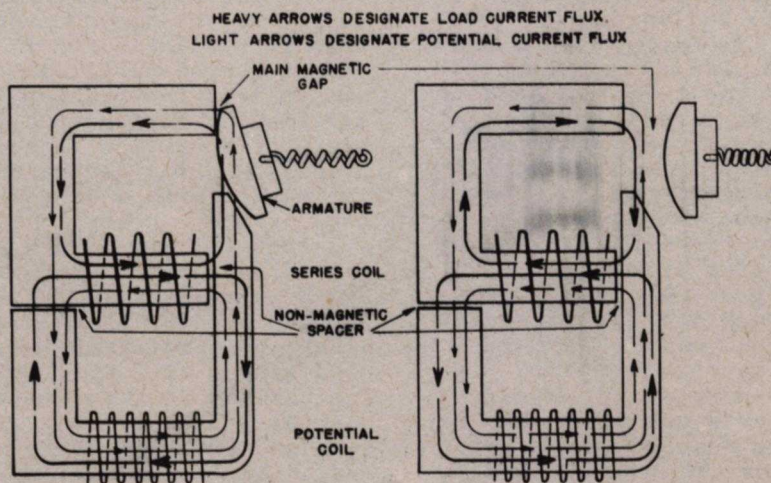 HEAVY ARROWS DESIGNATE LOAD CURRENT FLUX.
LIGHT ARROWS DESIGNATE POTENTIAL CURRENT FLUX
MAIN MAGNETIC
GAP
ARMATURE
SERIES COIL
NON-MAGNETIC
SPACER
POTENTIAL
COIL